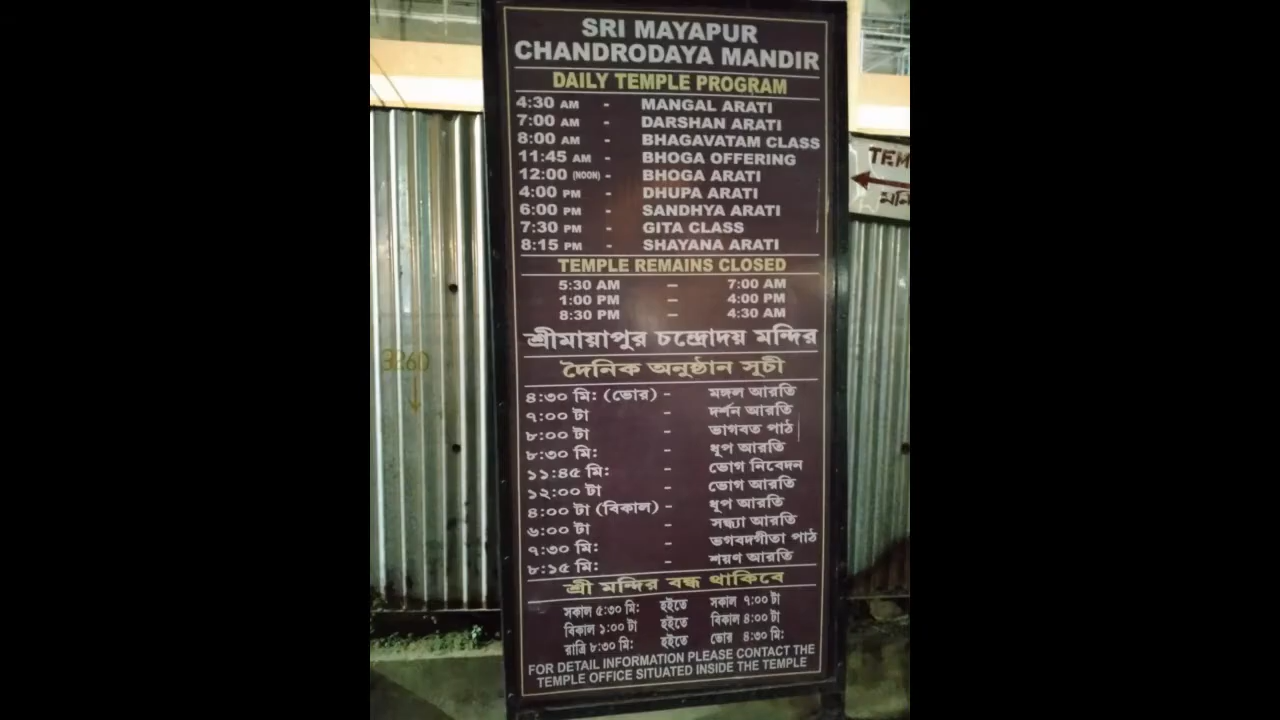 SRI MAYAPUR
CHANDRODAYA MANDIR
DAILY TEMPLE PROGRAM
4:30 AM - MANGAL ARATI
7:00 AM - DARSHAN ARATI
8:00 AM - BHAGAVATAM CLASS
11:45 AM - BHOGA OFFERING
12:00 (NOON) - BHOGA ARATI
4:00 PM - DHUPA ARATI
6:00 PM - SANDHYA ARATI
7:30 PM - GITA CLASS
8:15 PM - SHAYANA ARATI
TEMPLE REMAINS CLOSED
5:30 AM – 7:00 AM
1:00 PM – 4:00 PM
8:30 PM – 4:30 AM
শ্রীমায়াপুর চন্দ্রোদয় মন্দির
দৈনিক অনুষ্ঠান সূচী
৪:৩০ মি: (ভোর) - মঙ্গল আরতি
৭:০০ টা - দর্শন আরতি
৮:০০ টা - ভাগবত পাঠ
৮:৩০ মি: - ধূপ আরতি
১১:৪৫ মি: - ভোগ নিবেদন
১২:০০ টা - ভোগ আরতি
৪:০০ টা (বিকাল) - ধূপ আরতি
৬:০০ টা - সন্ধ্যা আরতি
৭:৩০ মি: - ভগবদগীতা পাঠ
৮:১৫ মি: - শয়ণ আরতি
শ্রী মন্দির বন্ধ থাকিবে
সকাল ৫:৩০ মি: হইতে সকাল ৭:০০ টা
বিকাল ১:০০ টা হইতে বিকাল ৪:০০ টা
রাত্রি ৮:৩০ মি: হইতে ভোর ৪:৩০ মি:
FOR DETAIL INFORMATION PLEASE CONTACT THE
TEMPLE OFFICE SITUATED INSIDE THE TEMPLE
TEM
মন্দি
3260